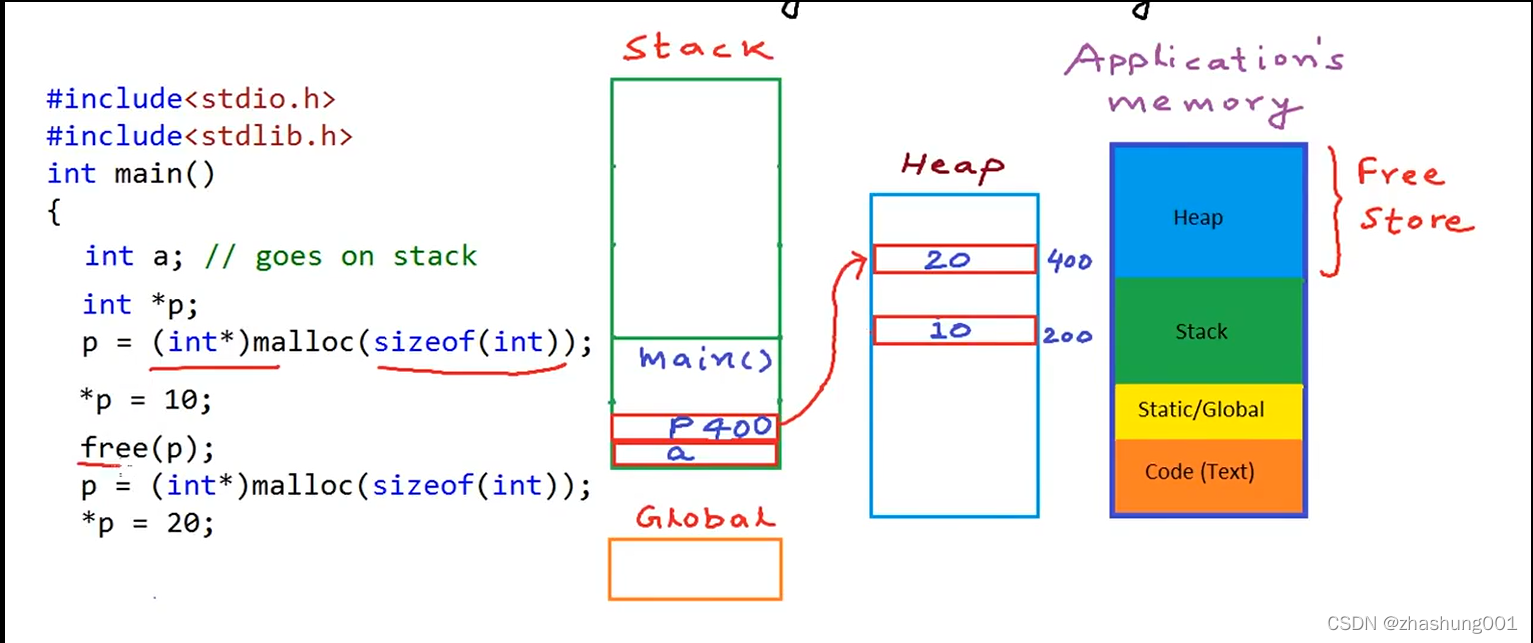 #include<stdio.h>
#include<stdlib.h>
int main()
{
int a; // goes on stack
int *p;
p = (int*)malloc(sizeof(int));
*p = 10;
free(p);
p = (int*)malloc(sizeof(int));
*p = 20;
Stack
main()
P 400
a
Global
Heap
20 400
10 200
Application's
memory
Heap
Stack
Static/Global
Code (Text)
Free
Store
CSDN @zhashung001